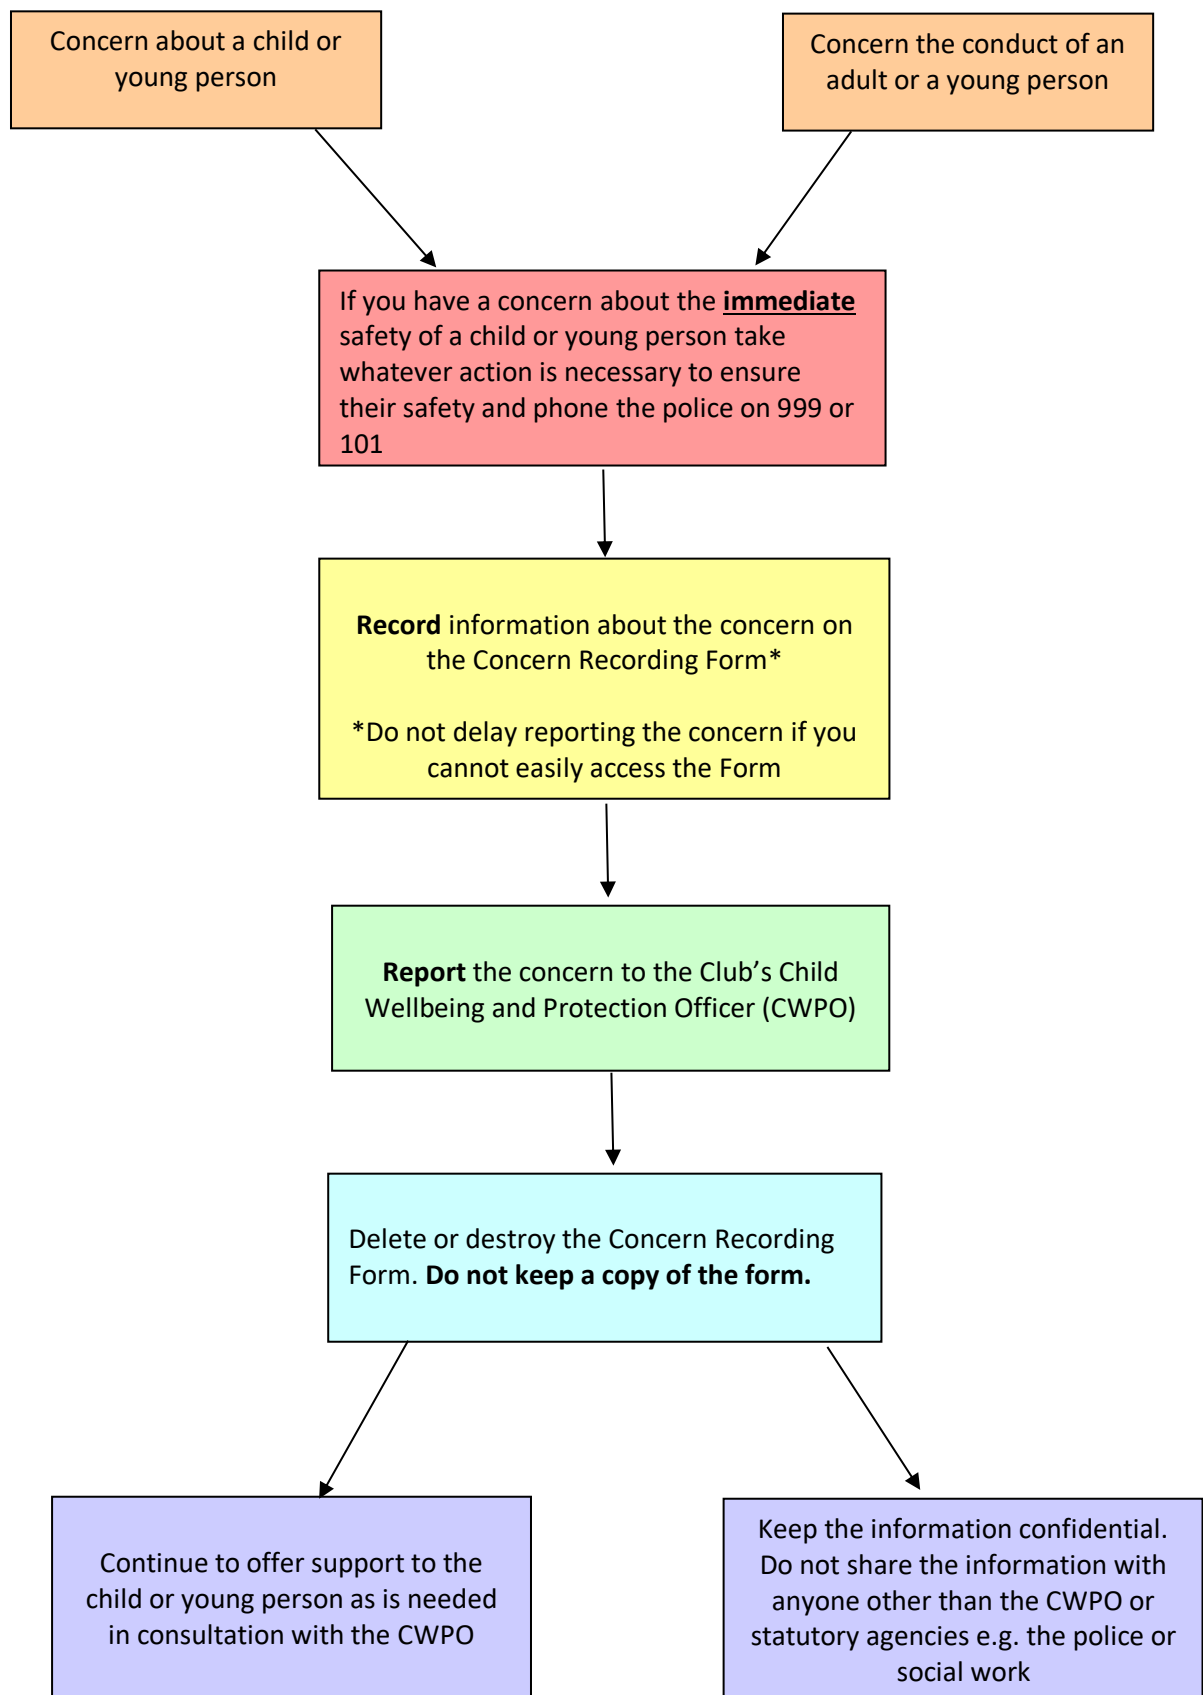 Concern about a child or
young person
Concern the conduct of an
adult or a young person
If you have a concern about the immediate
safety of a child or young person take
whatever action is necessary to ensure
their safety and phone the police on 999 or
101
Record information about the concern on
the Concern Recording Form*
*Do not delay reporting the concern if you
cannot easily access the Form
Report the concern to the Club’s Child
Wellbeing and Protection Officer (CWPO)
Delete or destroy the Concern Recording
Form. Do not keep a copy of the form.
Continue to offer support to the
child or young person as is needed
in consultation with the CWPO
Keep the information confidential.
Do not share the information with
anyone other than the CWPO or
statutory agencies e.g. the police or
social work